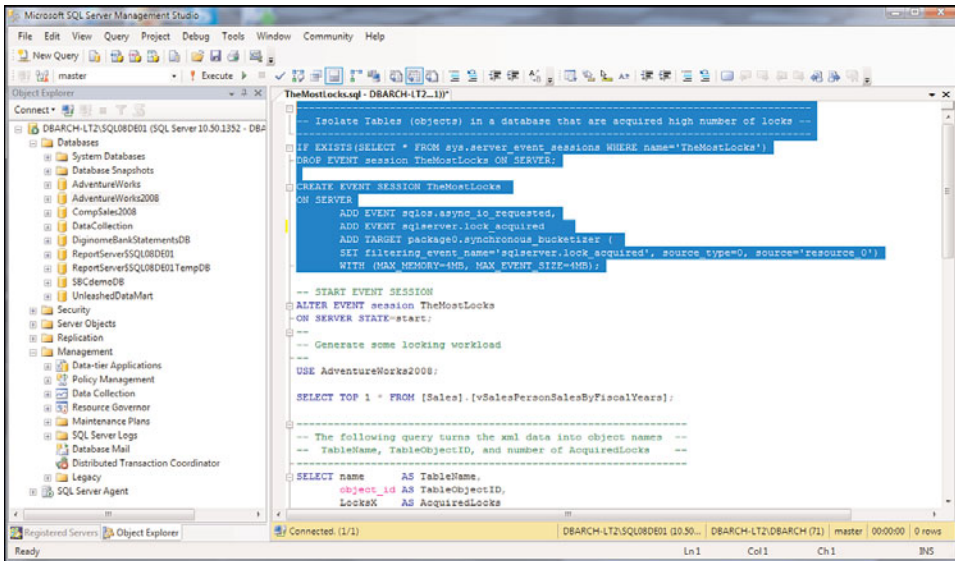 Microsoft SQL Server Management Studio
File Edit View Query Project Debug Tools Window Community Help
New Query
master
Execute
Object Explorer
TheMostLocks.sql - DBARCH-LT2...1))*
Connect
DBARCH-LT2\SQL08DE01 (SQL Server 10.50.1352 - DBA
Databases
System Databases
Database Snapshots
AdventureWorks
AdventureWorks2008
CompSales2008
DataCollection
DiginomeBankStatementsDB
ReportServer$SQL08DE01
ReportServer$SQL08DE01TempDB
SBCdemoDB
UnleashedDataMart
Security
Server Objects
Replication
Management
Data-tier Applications
Policy Management
Data Collection
Resource Governor
Maintenance Plans
SQL Server Logs
Database Mail
Distributed Transaction Coordinator
Legacy
SQL Server Agent
Registered Servers Object Explorer
-- Isolate Tables (objects) in a database that are acquired high number of locks --
IF EXISTS(SELECT * FROM sys.server_event_sessions WHERE name='TheMostLocks')
DROP EVENT session TheMostLocks ON SERVER;
CREATE EVENT SESSION TheMostLocks
ON SERVER
ADD EVENT sqlos.async_io_requested,
ADD EVENT sqlserver.lock_acquired
ADD TARGET package0.synchronous_bucketizer (
SET filtering_event_name='sqlserver.lock_acquired', source_type=0, source='resource_0')
WITH (MAX_MEMORY=4MB, MAX_EVENT_SIZE=4MB);
-- START EVENT SESSION
ALTER EVENT session TheMostLocks
ON SERVER STATE=start;
--
-- Generate some locking workload
---
USE AdventureWorks2008;
SELECT TOP 1 * FROM [Sales].[vSalesPersonSalesByFiscalYears];
-- The following query turns the xml data into object names --
-- TableName, TableObjectID, and number of AcquiredLocks --
SELECT name AS TableName,
object_id AS TableObjectID,
LocksX AS AcquiredLocks
Connected. (1/1)
DBARCH-LT2\SQL08DE01 (10.50... DBARCH-LT2\DBARCH (71) master 00:00:00 0 rows
Ready
Ln 1 Col 1 Ch 1 INS